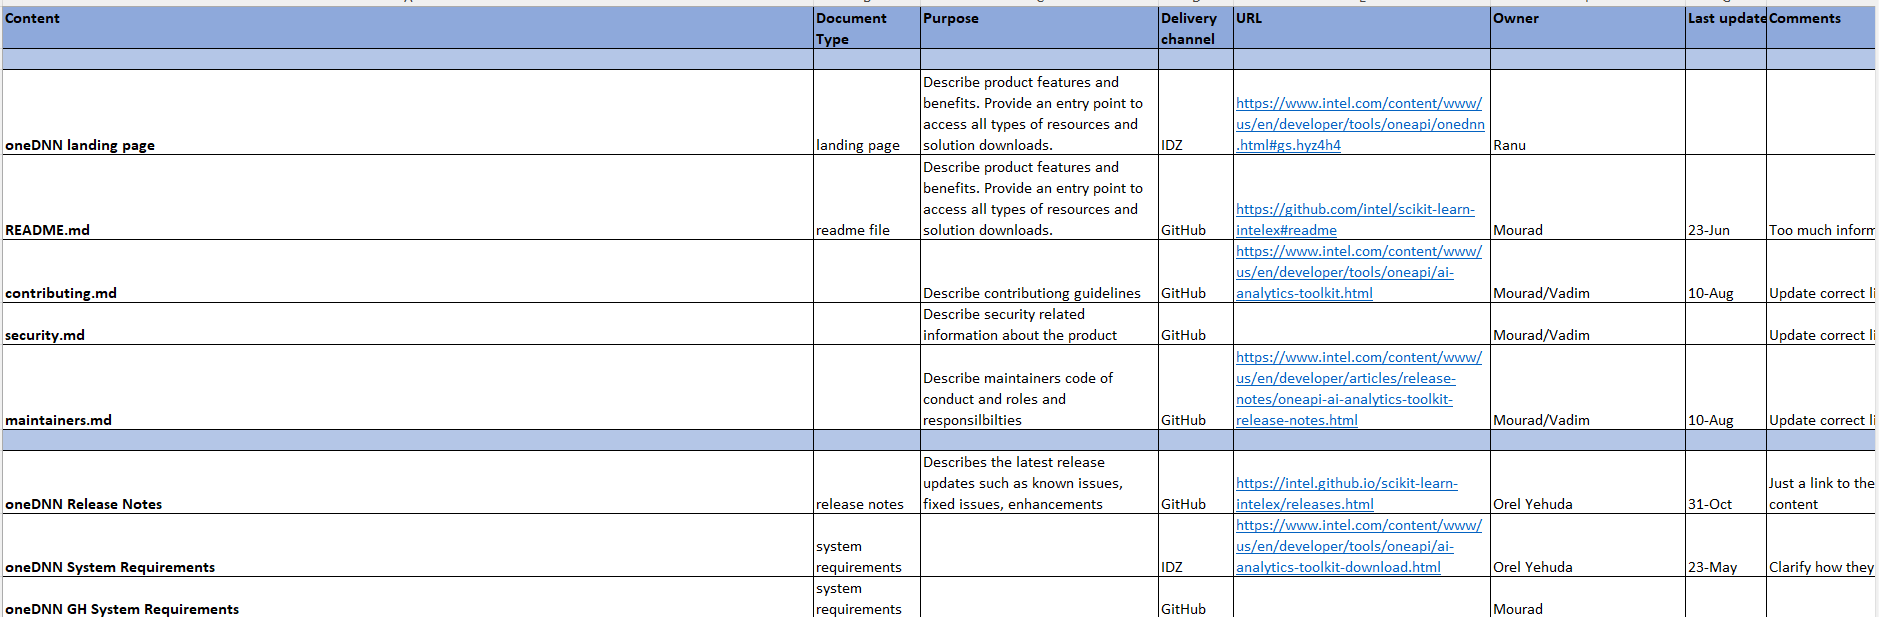 Content
Document
Type
Purpose
Delivery
channel
URL
Owner
Last update
Comments
oneDNN landing page
landing page
Describe product features and
benefits. Provide an entry point to
access all types of resources and
solution downloads.
IDZ
https://www.intel.com/content/www/
us/en/developer/tools/oneapi/onednn
.html#gs.hyz4h4
Ranu
README.md
readme file
Describe product features and
benefits. Provide an entry point to
access all types of resources and
solution downloads.
GitHub
https://github.com/intel/scikit-learn-
intelex#readme
Mourad
23-Jun
Too much inform
contributing.md
Describe contributiong guidelines
GitHub
https://www.intel.com/content/www/
us/en/developer/tools/oneapi/ai-
analytics-toolkit.html
Mourad/Vadim
10-Aug
Update correct li
security.md
Describe security related
information about the product
GitHub
Mourad/Vadim
Update correct li
maintainers.md
Describe maintainers code of
conduct and roles and
responsilbilties
GitHub
https://www.intel.com/content/www/
us/en/developer/articles/release-
notes/oneapi-ai-analytics-toolkit-
release-notes.html
Mourad/Vadim
10-Aug
Update correct li
oneDNN Release Notes
release notes
Describes the latest release
updates such as known issues,
fixed issues, enhancements
GitHub
https://intel.github.io/scikit-learn-
intelex/releases.html
Orel Yehuda
31-Oct
Just a link to the
content
oneDNN System Requirements
system
requirements
IDZ
https://www.intel.com/content/www/
us/en/developer/tools/oneapi/ai-
analytics-toolkit-download.html
Orel Yehuda
23-May
Clarify how they
oneDNN GH System Requirements
system
requirements
GitHub
Mourad